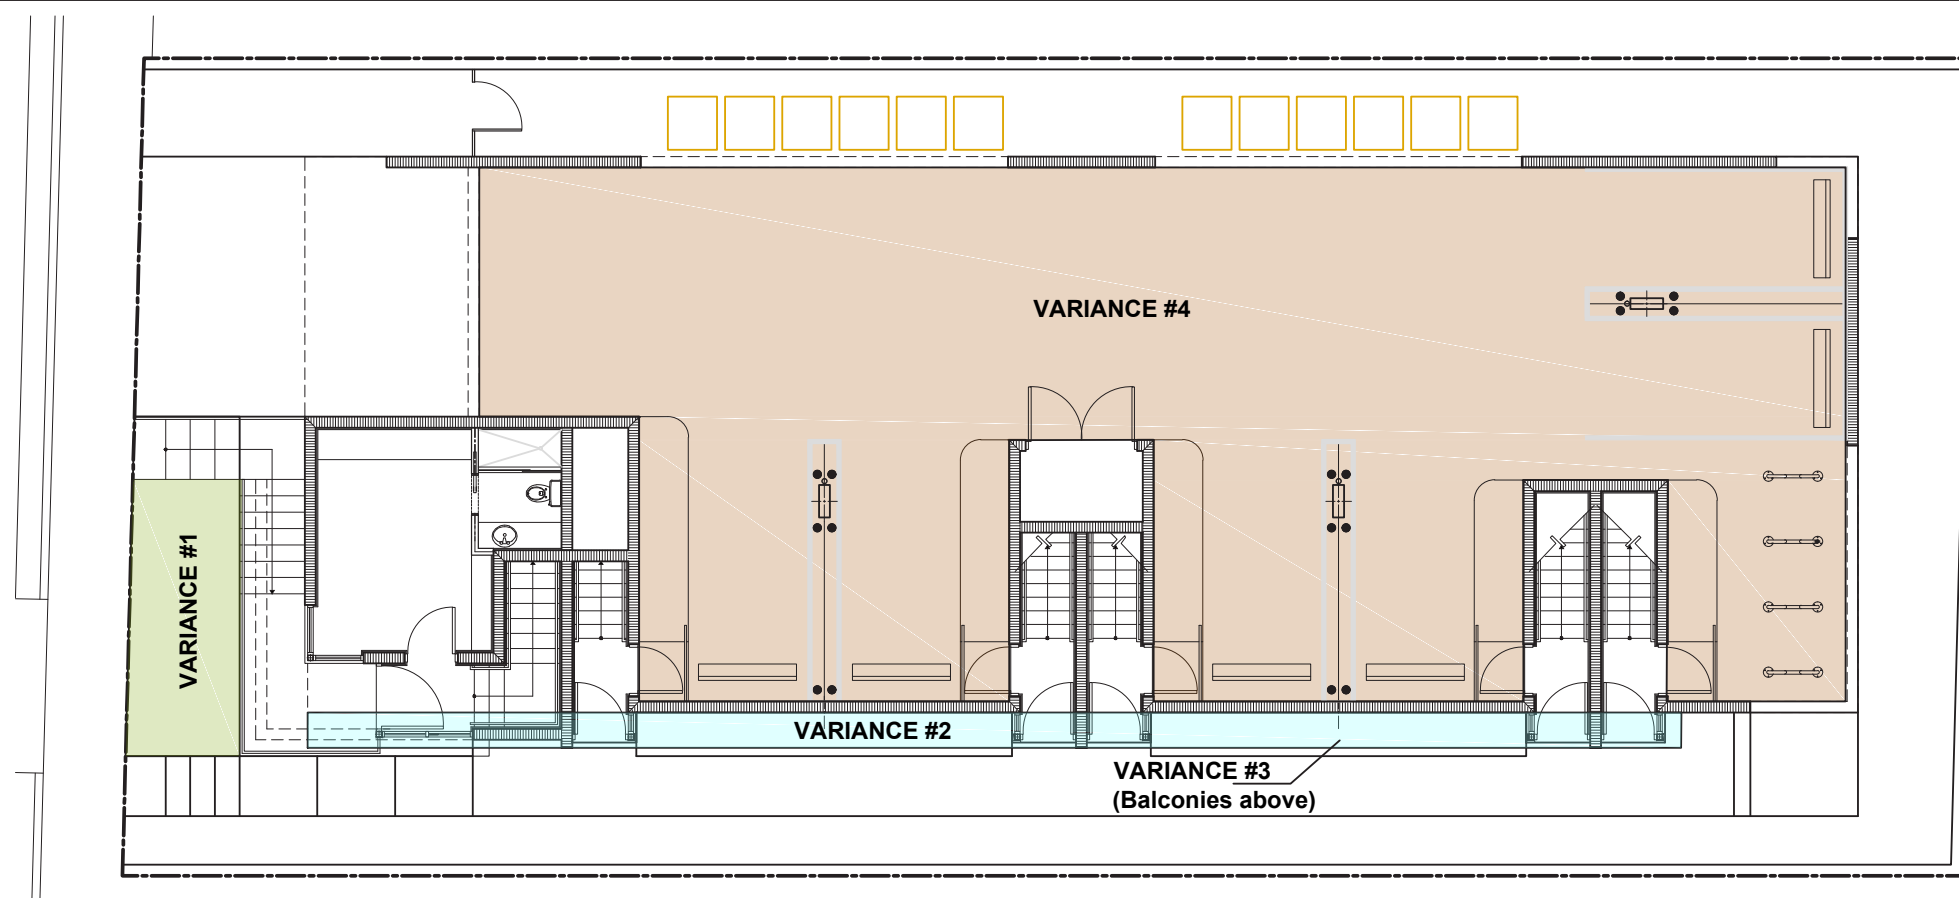 VARIANCE #4
VARIANCE #1
VARIANCE #2
VARIANCE #3
(Balconies above)